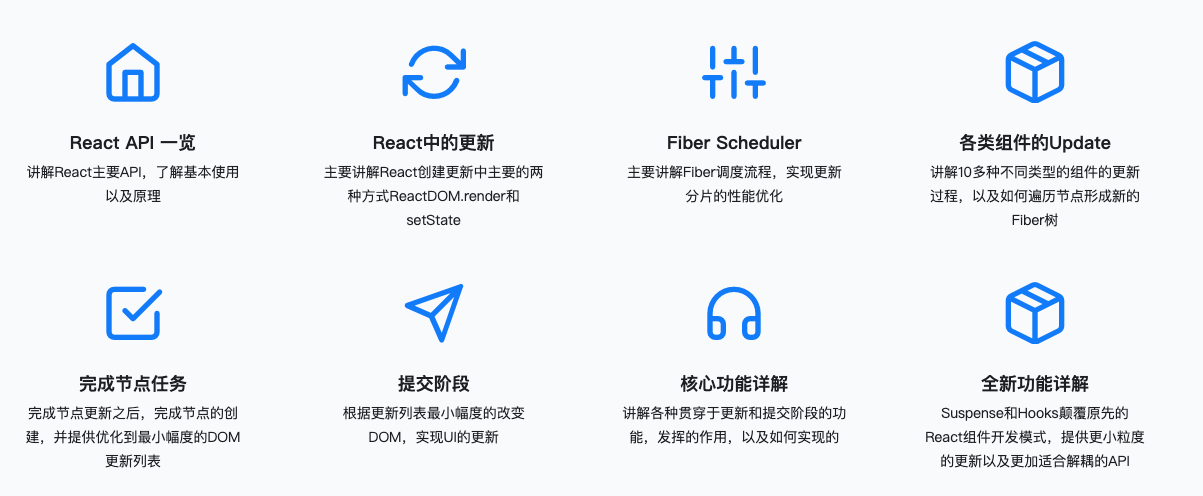 React API 一览
讲解React主要API，了解基本使用
以及原理
React中的更新
主要讲解React创建更新中主要的两
种方式ReactDOM.render和
setState
Fiber Scheduler
主要讲解Fiber调度流程，实现更新
分片的性能优化
各类组件的Update
讲解10多种不同类型的组件的更新
过程，以及如何遍历节点形成新的
Fiber树
完成节点任务
完成节点更新之后，完成节点的创
建，并提供优化到最小幅度的DOM
更新列表
提交阶段
根据更新列表最小幅度的改变
DOM，实现UI的更新
核心功能详解
讲解各种贯穿于更新和提交阶段的功
能，发挥的作用，以及如何实现的
全新功能详解
Suspense和Hooks颠覆原先的
React组件开发模式，提供更小粒度
的更新以及更加适合解耦的API